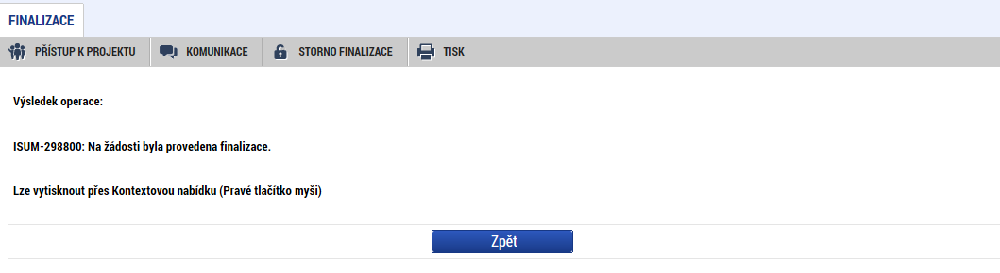 FINALIZACE
PŘÍSTUP K PROJEKTU KOMUNIKACE STORNO FINALIZACE TISK
Výsledek operace:
ISUM-298800: Na žádosti byla provedena finalizace.
Lze vytisknout přes Kontextovou nabídku (Pravé tlačítko myši)
Zpět